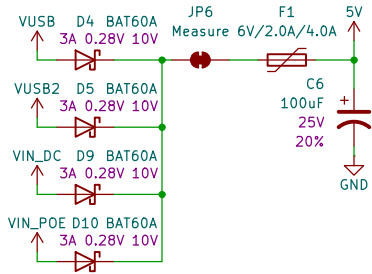 VUSB D4 BAT60A
3A 0.28V 10V
JP6
Measure
F1
6V/2.0A/4.0A
5V
VUSB2 D5 BAT60A
3A 0.28V 10V
C6
100uF
25V
20%
GND
VIN_DC D9 BAT60A
3A 0.28V 10V
VIN_POE D10 BAT60A
3A 0.28V 10V